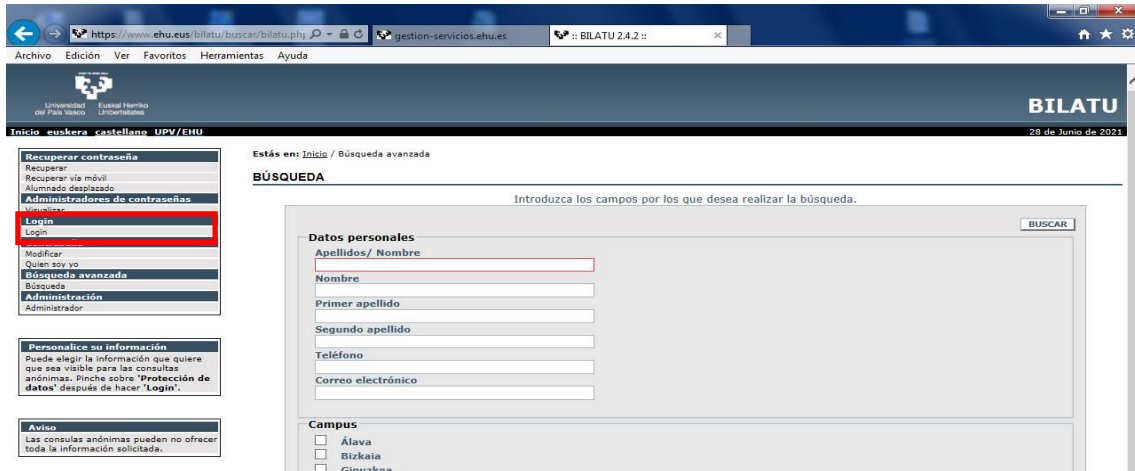 https://www.ehu.eus/bilatu/buscar/bilatu.php
gestion-servicios.ehu.es
:: BILATU 2.4.2 ::
Archivo Edición Ver Favoritos Herramientas Ayuda
Universidad del País Vasco
Euskal Herriko Unibertsitatea
BILATU
Inicio euskera castellano UPV/EHU
28 de Junio de 2021
Recuperar contraseña
Recuperar
Recuperar vía móvil
Alumnado desplazado
Administradores de contraseñas
Visualizar
Login
Login
Modificar
Quien soy yo
Búsqueda avanzada
Búsqueda
Administración
Administrador
Personalice su información
Puede elegir la información que quiere
que sea visible para las consultas
anónimas. Pinche sobre 'Protección de
datos' después de hacer 'Login'.
Aviso
Las consulas anónimas pueden no ofrecer
toda la información solicitada.
Estás en: Inicio / Búsqueda avanzada
BÚSQUEDA
Introduzca los campos por los que desea realizar la búsqueda.
BUSCAR
Datos personales
Apellidos/ Nombre
Nombre
Primer apellido
Segundo apellido
Teléfono
Correo electrónico
Campus
Álava
Bizkaia
Gipuzkoa